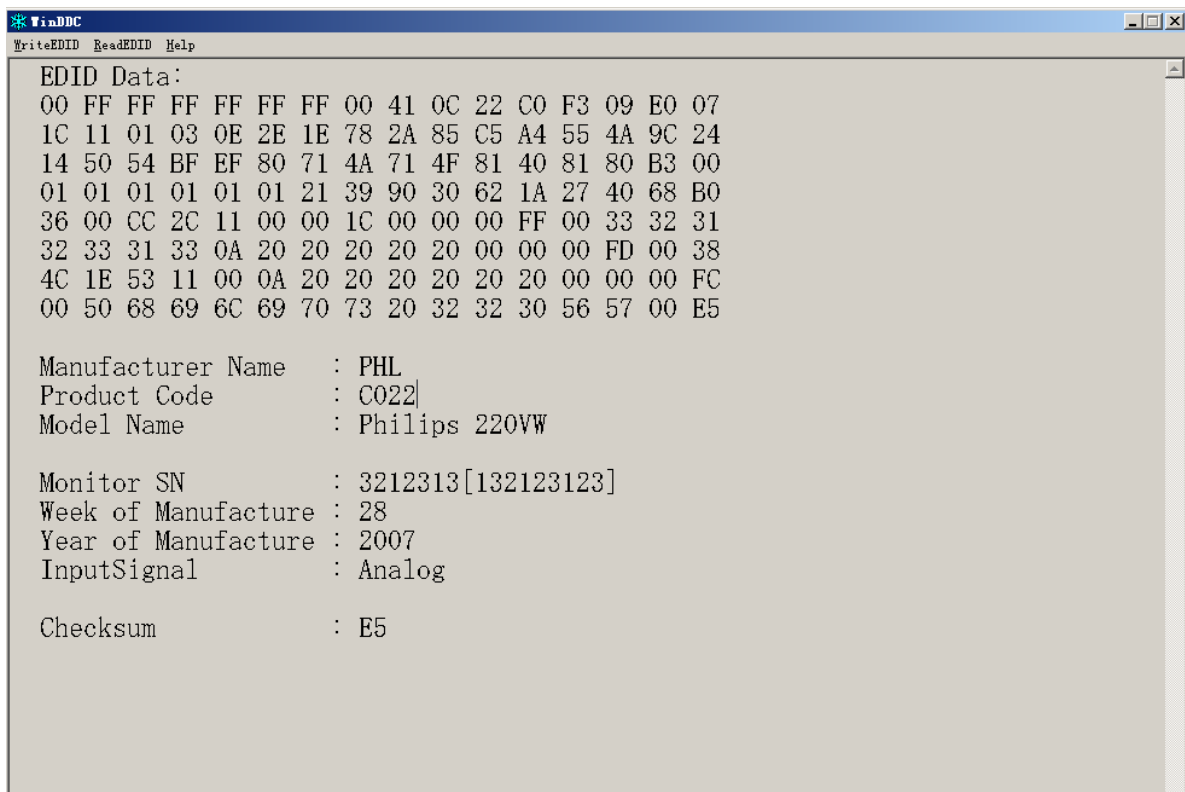 WinDDC
WriteEDID ReadEDID Help
EDID Data:
00 FF FF FF FF FF FF 00 41 0C 22 C0 F3 09 E0 07
1C 11 01 03 0E 2E 1E 78 2A 85 C5 A4 55 4A 9C 24
14 50 54 BF EF 80 71 4A 71 4F 81 40 81 80 B3 00
01 01 01 01 01 01 21 39 90 30 62 1A 27 40 68 B0
36 00 CC 2C 11 00 00 1C 00 00 00 FF 00 33 32 31
32 33 31 33 0A 20 20 20 20 20 00 00 00 FD 00 38
4C 1E 53 11 00 0A 20 20 20 20 20 20 00 00 00 FC
00 50 68 69 6C 69 70 73 20 32 32 30 56 57 00 E5
Manufacturer Name : PHL
Product Code : C022
Model Name : Philips 220VW
Monitor SN : 3212313[132123123]
Week of Manufacture : 28
Year of Manufacture : 2007
InputSignal : Analog
Checksum : E5